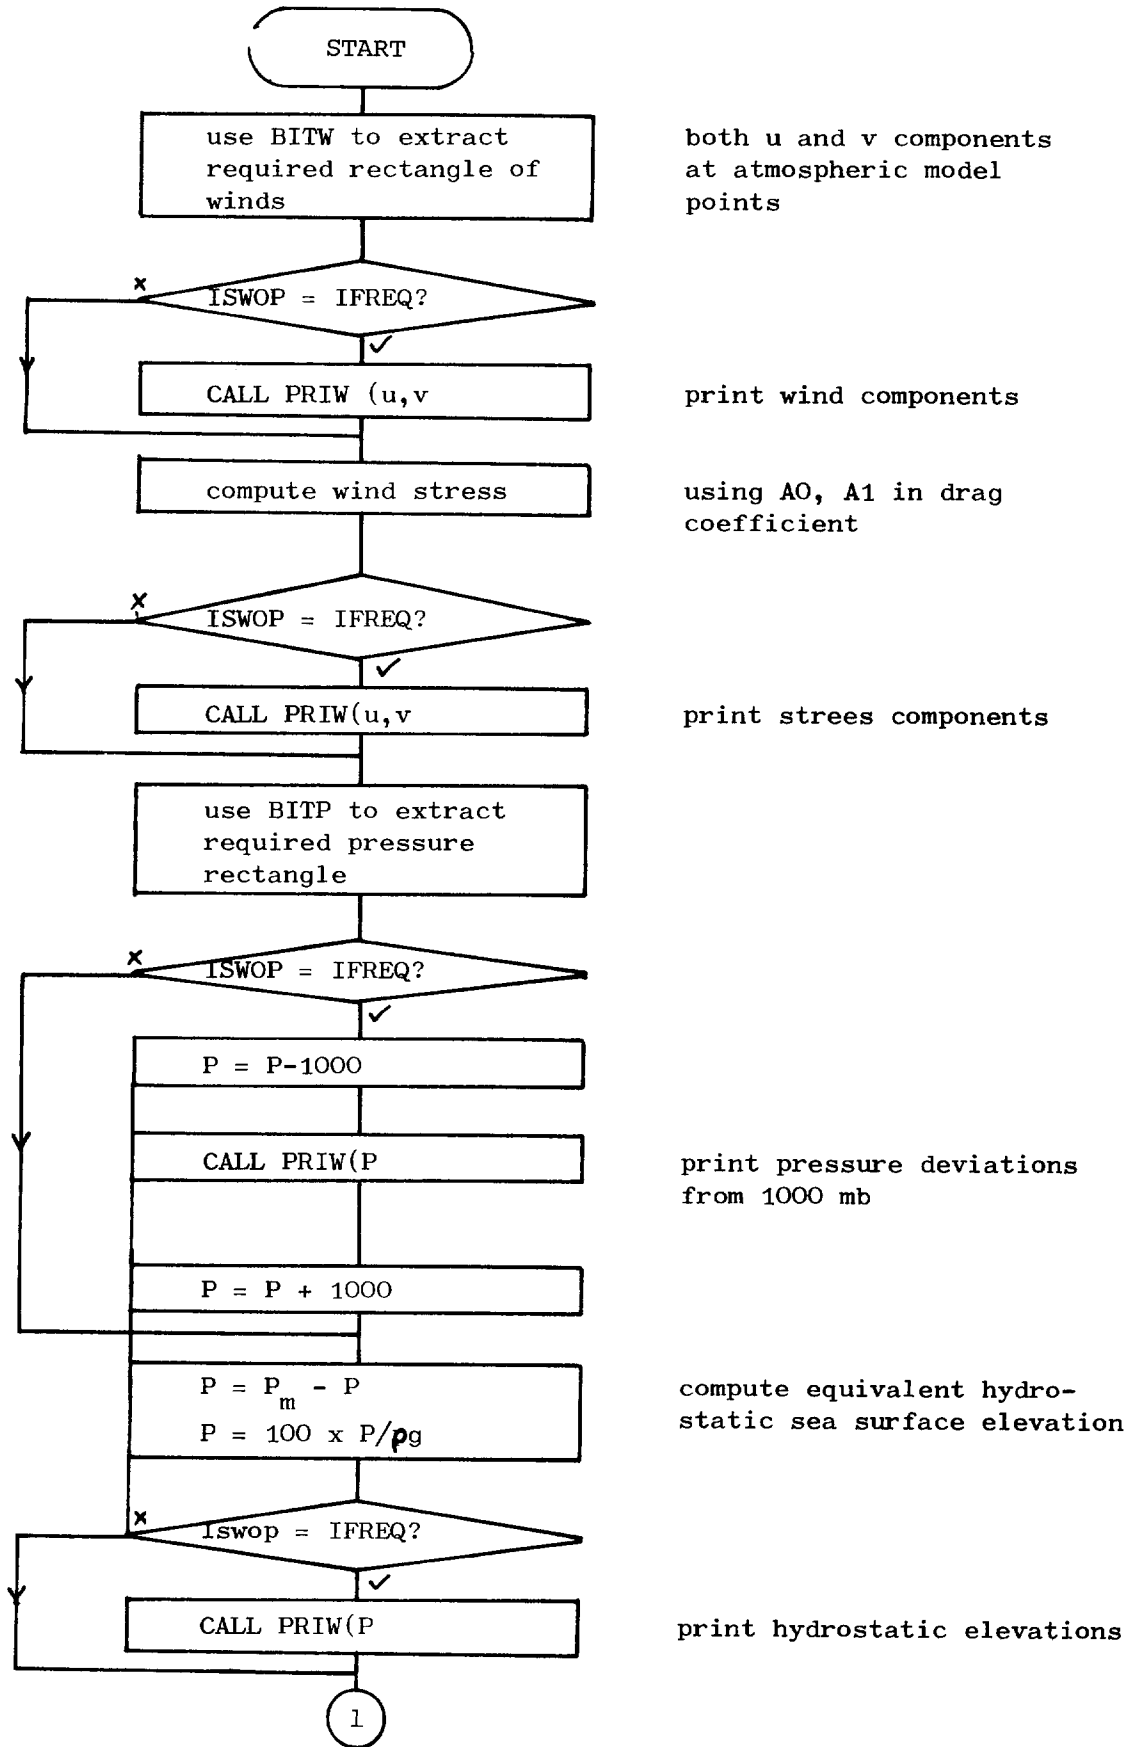 START
use BITW to extract
required rectangle of
winds
both u and v components
at atmospheric model
points
x
ISWOP = IFREQ?
✓
CALL PRIW (u,v
print wind components
compute wind stress
using AO, A1 in drag
coefficient
x
ISWOP = IFREQ?
✓
CALL PRIW(u,v
print strees components
use BITP to extract
required pressure
rectangle
x
ISWOP = IFREQ?
✓
P = P-1000
CALL PRIW(P
print pressure deviations
from 1000 mb
P = P + 1000
P = P_m - P
P = 100 x P/ρg
compute equivalent hydro-
static sea surface elevation
x
Iswop = IFREQ?
✓
CALL PRIW(P
print hydrostatic elevations
1